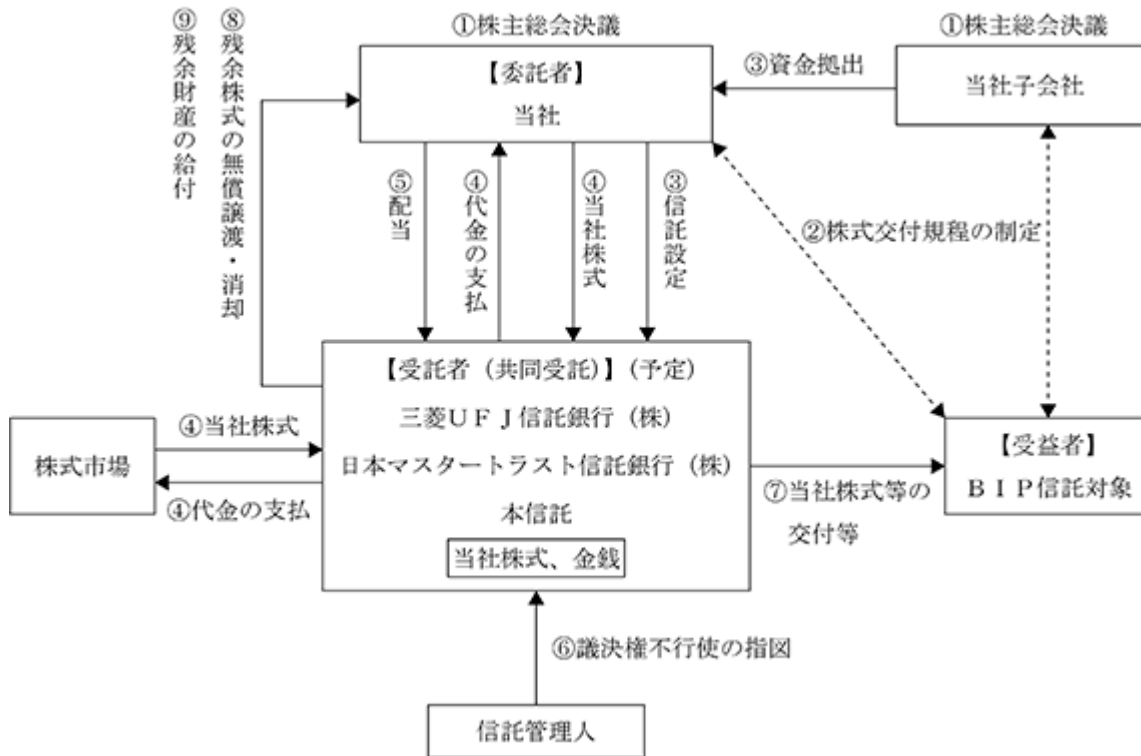 ①株主総会決議
①株主総会決議
【委託者】
当社
③資金拠出
当社子会社
⑨残余財産の給付
⑧残余株式の無償譲渡・消却
⑤配当
④代金の支払
④当社株式
③信託設定
②株式交付規程の制定
【受託者（共同受託）】（予定）
三菱ＵＦＪ信託銀行（株）
日本マスタートラスト信託銀行（株）
本信託
当社株式、金銭
④当社株式
株式市場
④代金の支払
【受益者】
ＢＩＰ信託対象
⑦当社株式等の
交付等
⑥議決権不行使の指図
信託管理人